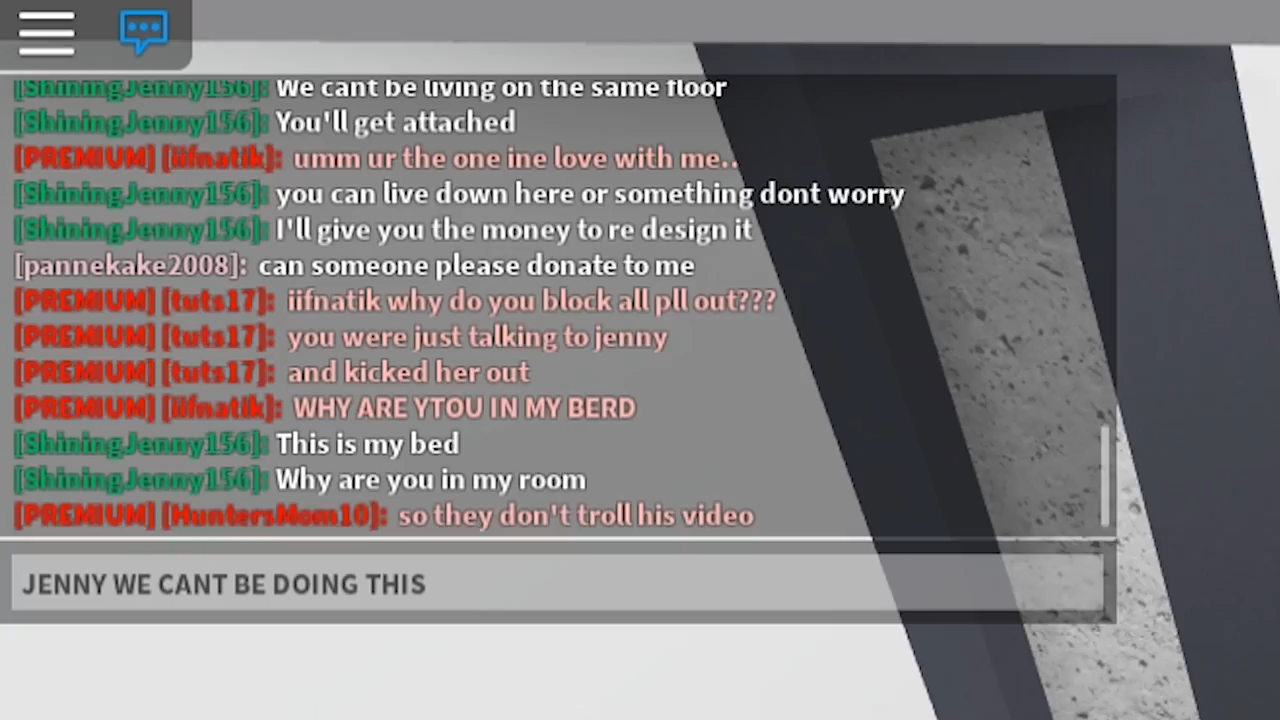 [ShiningJenny156]: We cant be living on the same floor
[ShiningJenny156]: You'll get attached
[PREMIUM] [iifnatik]: umm ur the one ine love with me..
[ShiningJenny156]: you can live down here or something dont worry
[ShiningJenny156]: I'll give you the money to re design it
[pannekake2008]: can someone please donate to me
[PREMIUM] [tuts17]: iifnatik why do you block all pll out???
[PREMIUM] [tuts17]: you were just talking to jenny
[PREMIUM] [tuts17]: and kicked her out
[PREMIUM] [iifnatik]: WHY ARE YTOU IN MY BERD
[ShiningJenny156]: This is my bed
[ShiningJenny156]: Why are you in my room
[PREMIUM] [HuntersMom10]: so they don't troll his video
JENNY WE CANT BE DOING THIS